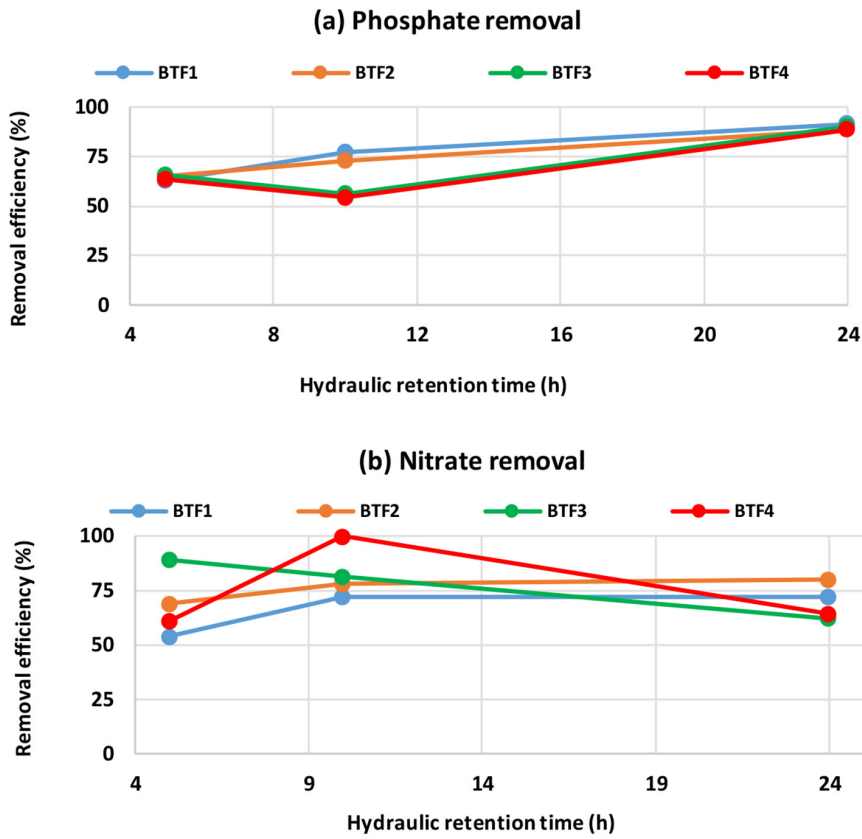 (a) Phosphate removal
BTF1 BTF2 BTF3 BTF4
Removal efficiency (%)
100
75
50
25
0
4 8 12 16 20 24
Hydraulic retention time (h)
(b) Nitrate removal
BTF1 BTF2 BTF3 BTF4
Removal efficiency (%)
100
75
50
25
0
4 9 14 19 24
Hydraulic retention time (h)